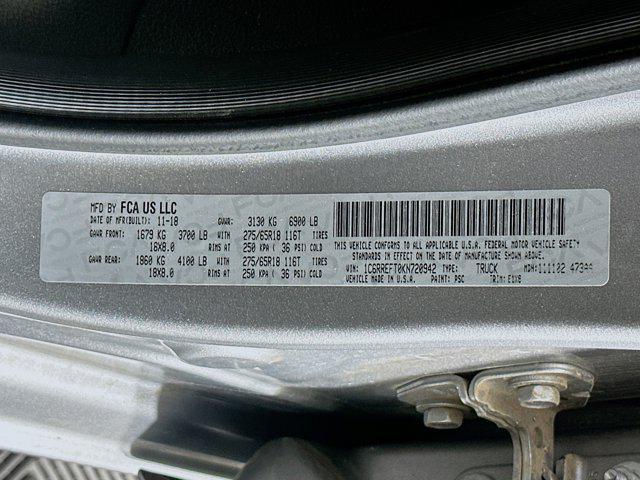 MFD BY FCA US LLC
DATE OF MFR(BUILT): 11-18 GVWR: 3130 KG 6900 LB
GAWR FRONT: 1679 KG 3700 LB WITH 275/65R18 116T TIRES
18X8.0 RIMS AT 250 KPA ( 36 PSI) COLD
GAWR REAR: 1860 KG 4100 LB WITH 275/65R18 116T TIRES
18X8.0 RIMS AT 250 KPA ( 36 PSI) COLD
THIS VEHICLE CONFORMS TO ALL APPLICABLE U.S.A. FEDERAL MOTOR VEHICLE SAFETY
STANDARDS IN EFFECT ON THE DATE OF MANUFACTURE SHOWN ABOVE.
VIN: 1C6RREFT0KN720942 TYPE: TRUCK MDH: 111102
VEHICLE MADE IN U.S.A. PAINT: PSC TRIM: